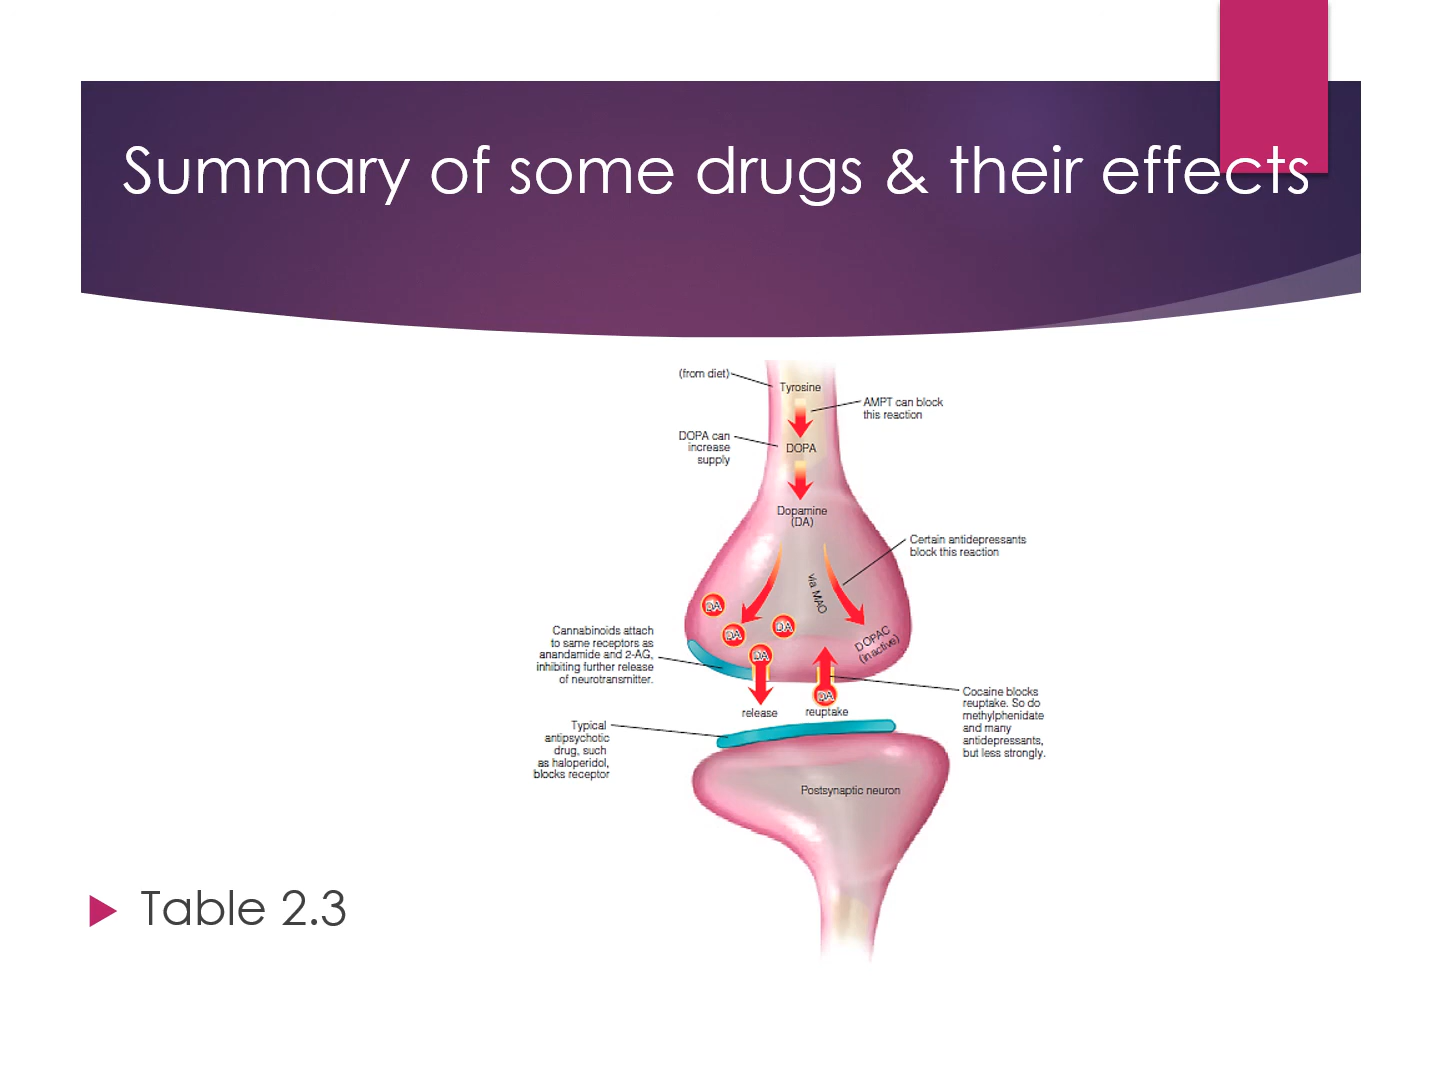 Summary of some drugs & their effects
(from diet)
Tyrosine
AMPT can block
this reaction
DOPA can
increase
supply
DOPA
Dopamine
(DA)
Certain antidepressants
block this reaction
via MAO
DA
DA
DA
DA
DOPAC
(inactive)
Cannabinoids attach
to same receptors as
anandamide and 2-AG,
inhibiting further release
of neurotransmitter.
DA
release
reuptake
Cocaine blocks
reuptake. So do
methylphenidate
and many
antidepressants,
but less strongly.
Typical
antipsychotic
drug, such
as haloperidol,
blocks receptor
Postsynaptic neuron
Table 2.3